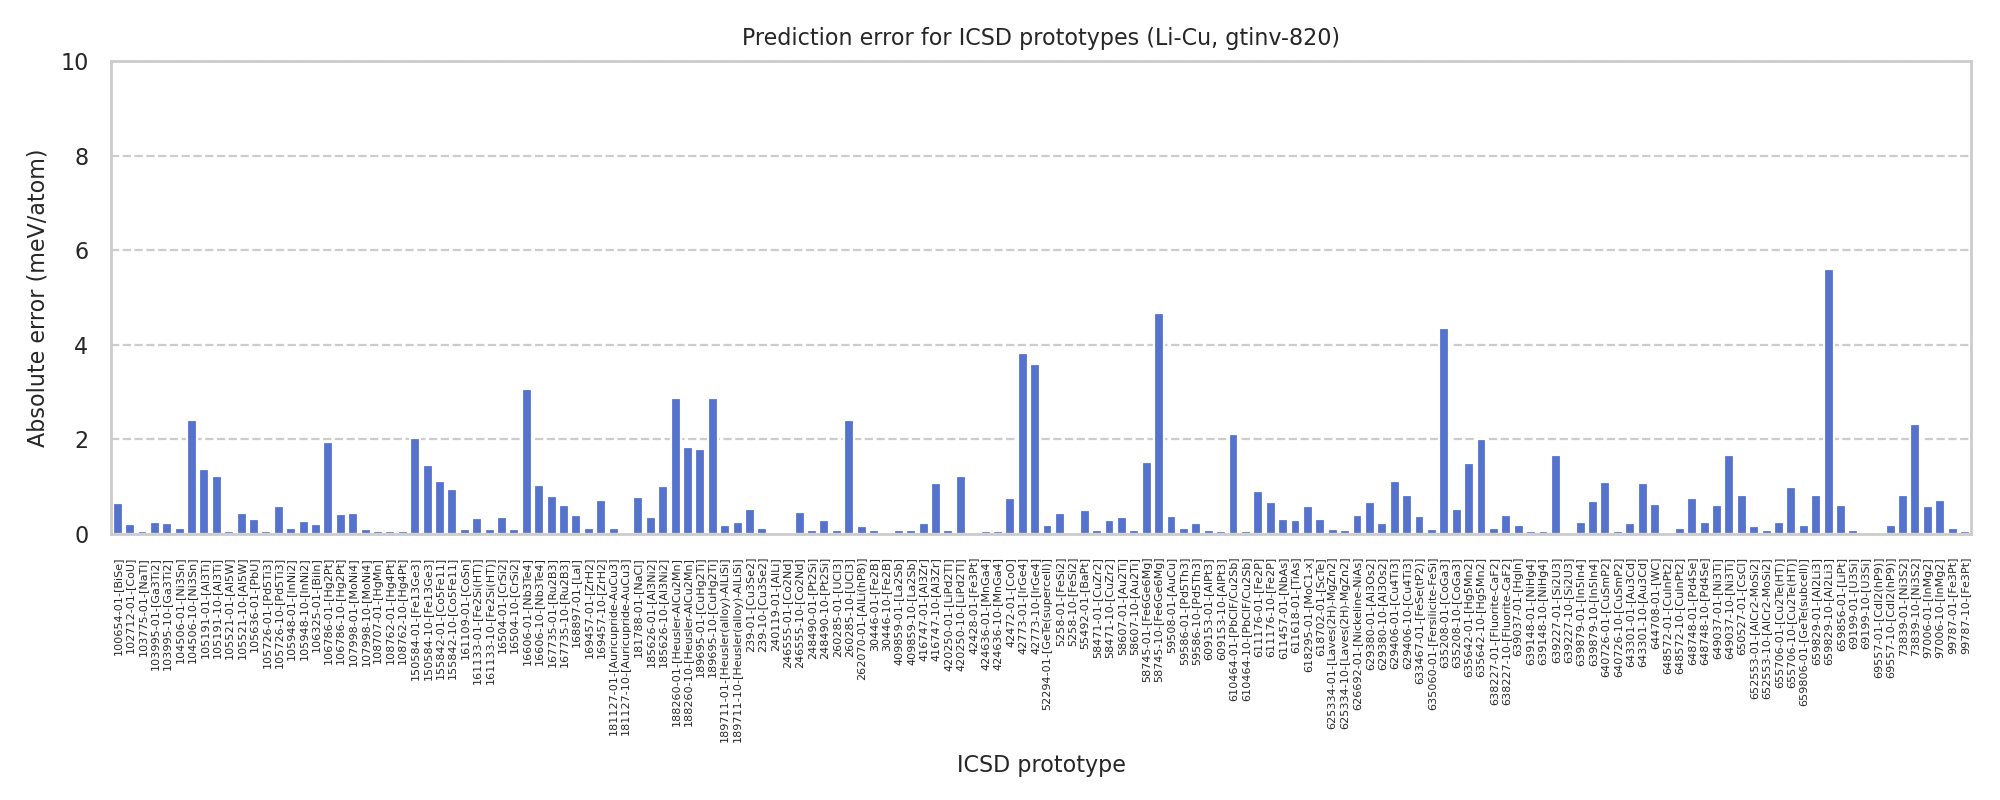 Prediction error for ICSD prototypes (Li-Cu, gtinv-820)
Absolute error (meV/atom)
10
8
6
4
2
0
100654-01-[BiSe]
102712-01-[CoU]
103775-01-[NaTl]
103995-01-[Ga3Ti2]
103995-10-[Ga3Ti2]
104506-01-[Ni3Sn]
104506-10-[Ni3Sn]
105191-01-[Al3Ti]
105191-10-[Al3Ti]
105521-01-[Al5W]
105521-10-[Al5W]
105636-01-[PbU]
105726-01-[Pd5Ti3]
105726-10-[Pd5Ti3]
105948-01-[InNi2]
105948-10-[InNi2]
106325-01-[BiIn]
106786-01-[Hg2Pt]
106786-10-[Hg2Pt]
107998-01-[MoNi4]
107998-10-[MoNi4]
108707-01-[HgMn]
108762-01-[Hg4Pt]
108762-10-[Hg4Pt]
150584-01-[Fe13Ge3]
150584-10-[Fe13Ge3]
155842-01-[Co5Fe11]
155842-10-[Co5Fe11]
161109-01-[CoSn]
161133-01-[Fe2Si(HT)]
161133-10-[Fe2Si(HT)]
16504-01-[CrSi2]
16504-10-[CrSi2]
16606-01-[Nb3Te4]
16606-10-[Nb3Te4]
167735-01-[Ru2B3]
167735-10-[Ru2B3]
168897-01-[LaI]
169457-01-[ZrH2]
169457-10-[ZrH2]
181127-01-[Auricupride-AuCu3]
181127-10-[Auricupride-AuCu3]
181788-01-[NaCl]
185626-01-[Al3Ni2]
185626-10-[Al3Ni2]
188260-01-[Heusler-AlCu2Mn]
188260-10-[Heusler-AlCu2Mn]
189695-01-[CuHg2Ti]
189695-10-[CuHg2Ti]
189711-01-[Heusler(alloy)-AlLiSi]
189711-10-[Heusler(alloy)-AlLiSi]
239-01-[Cu3Se2]
239-10-[Cu3Se2]
240119-01-[AlLi]
246555-01-[Co2Nd]
246555-10-[Co2Nd]
248490-01-[Pt2Si]
248490-10-[Pt2Si]
260285-01-[UCl3]
260285-10-[UCl3]
262070-01-[AlLi(hP8)]
30446-01-[Fe2B]
30446-10-[Fe2B]
409859-01-[La2Sb]
409859-10-[La2Sb]
416747-01-[Al3Zr]
416747-10-[Al3Zr]
420250-01-[LiPd2Tl]
420250-10-[LiPd2Tl]
42428-01-[Fe3Pt]
424636-01-[MnGa4]
424636-10-[MnGa4]
42472-01-[CoO]
42773-01-[IrGe4]
42773-10-[IrGe4]
52294-01-[GeTe(supercell)]
5258-01-[FeSi2]
5258-10-[FeSi2]
55492-01-[BaPt]
58471-01-[CuZr2]
58471-10-[CuZr2]
58607-01-[Au2Ti]
58607-10-[Au2Ti]
58745-01-[Fe6Ge6Mg]
58745-10-[Fe6Ge6Mg]
59508-01-[AuCu]
59586-01-[Pd5Th3]
59586-10-[Pd5Th3]
609153-01-[AlPt3]
609153-10-[AlPt3]
610464-01-[PbClF/Cu2Sb]
610464-10-[PbClF/Cu2Sb]
611176-01-[Fe2P]
611176-10-[Fe2P]
611457-01-[NbAs]
611618-01-[TiAs]
618295-01-[MoC1-x]
618702-01-[ScTe]
625334-01-[Laves(2H)-MgZn2]
625334-10-[Laves(2H)-MgZn2]
626692-01-[Nickeline-NiAs]
629380-01-[Al3Os2]
629380-10-[Al3Os2]
629406-01-[Cu4Ti3]
629406-10-[Cu4Ti3]
633467-01-[FeSe(tP2)]
635060-01-[Fersilicite-FeSi]
635208-01-[CoGa3]
635208-10-[CoGa3]
635642-01-[Hg5Mn2]
635642-10-[Hg5Mn2]
638227-01-[Fluorite-CaF2]
638227-10-[Fluorite-CaF2]
639037-01-[HgIn]
639148-01-[NiHg4]
639148-10-[NiHg4]
639227-01-[Si2U3]
639227-10-[Si2U3]
639879-01-[In5In4]
639879-10-[In5In4]
640726-01-[CuSmP2]
640726-10-[CuSmP2]
643301-01-[Au3Cd]
643301-10-[Au3Cd]
644708-01-[WC]
648572-01-[CuInPt2]
648572-10-[CuInPt2]
648748-01-[Pd4Se]
648748-10-[Pd4Se]
649037-01-[Ni3Ti]
649037-10-[Ni3Ti]
650527-01-[CsCl]
652553-01-[AlCr2-MoSi2]
652553-10-[AlCr2-MoSi2]
655706-01-[Cu2Te(HT)]
655706-10-[Cu2Te(HT)]
659806-01-[GeTe(subcell)]
659829-01-[Al2Li3]
659829-10-[Al2Li3]
659856-01-[LiPt]
69199-01-[U3Si]
69199-10-[U3Si]
69557-01-[CdI2(hP9)]
69557-10-[CdI2(hP9)]
73839-01-[Ni3S2]
73839-10-[Ni3S2]
97006-01-[InMg2]
97006-10-[InMg2]
99787-01-[Fe3Pt]
99787-10-[Fe3Pt]
ICSD prototype